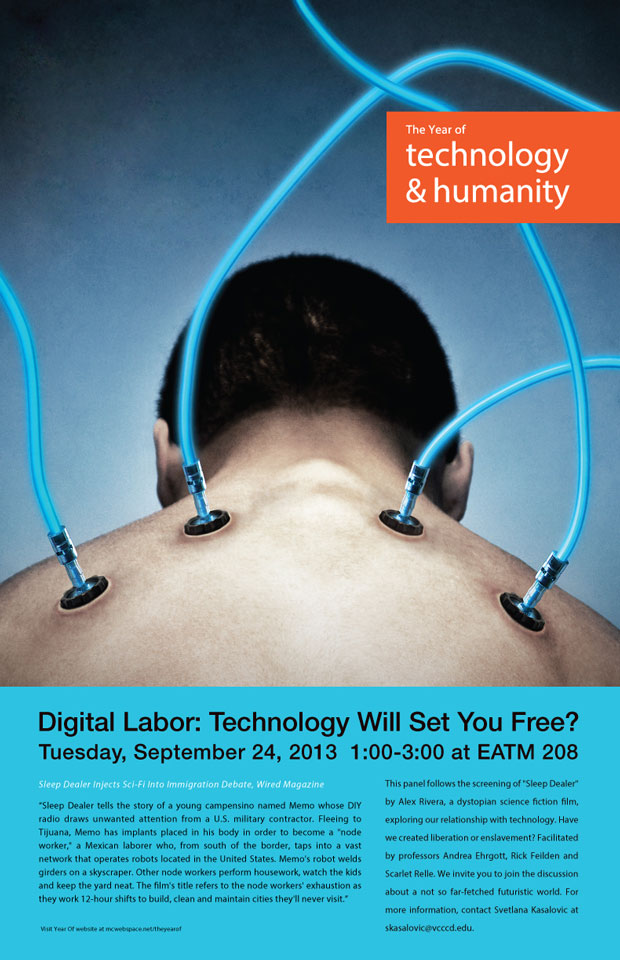 The Year of
technology
& humanity
Digital Labor: Technology Will Set You Free?
Tuesday, September 24, 2013 1:00-3:00 at EATM 208
Sleep Dealer Injects Sci-Fi Into Immigration Debate, Wired Magazine
“Sleep Dealer tells the story of a young campensino named Memo whose DIY
radio draws unwanted attention from a U.S. military contractor. Fleeing to
Tijuana, Memo has implants placed in his body in order to become a “node
worker,” a Mexican laborer who, from south of the border, taps into a vast
network that operates robots located in the United States. Memo's robot welds
girders on a skyscraper. Other node workers perform housework, watch the kids
and keep the yard neat. The film's title refers to the node workers' exhaustion as
they work 12-hour shifts to build, clean and maintain cities they'll never visit.”
Visit Year Of website at mcwebspace.net/theyearof
This panel follows the screening of “Sleep Dealer”
by Alex Rivera, a dystopian science fiction film,
exploring our relationship with technology. Have
we created liberation or enslavement? Facilitated
by professors Andrea Ehrgott, Rick Feilden and
Scarlet Relle. We invite you to join the discussion
about a not so far-fetched futuristic world. For
more information, contact Svetlana Kasalovic at
skasalovic@vcccd.edu.